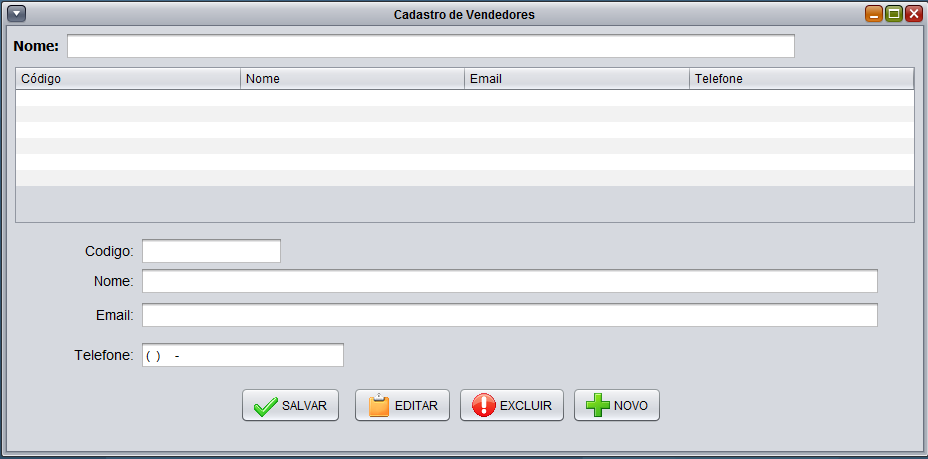 Cadastro de Vendedores
Nome:
Código Nome Email Telefone
Codigo:
Nome:
Email:
Telefone: ( ) -
SALVAR EDITAR EXCLUIR NOVO